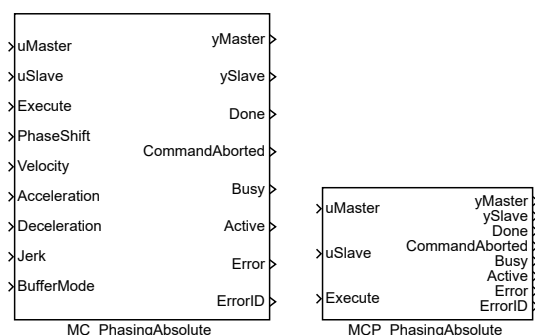 uMaster
uSlave
Execute
PhaseShift
Velocity
Acceleration
Deceleration
Jerk
BufferMode
yMaster
ySlave
Done
CommandAborted
Busy
Active
Error
ErrorID
MC_PhasingAbsolute
uMaster
uSlave
Execute
yMaster
ySlave
Done
CommandAborted
Busy
Active
Error
ErrorID
MCP_PhasingAbsolute